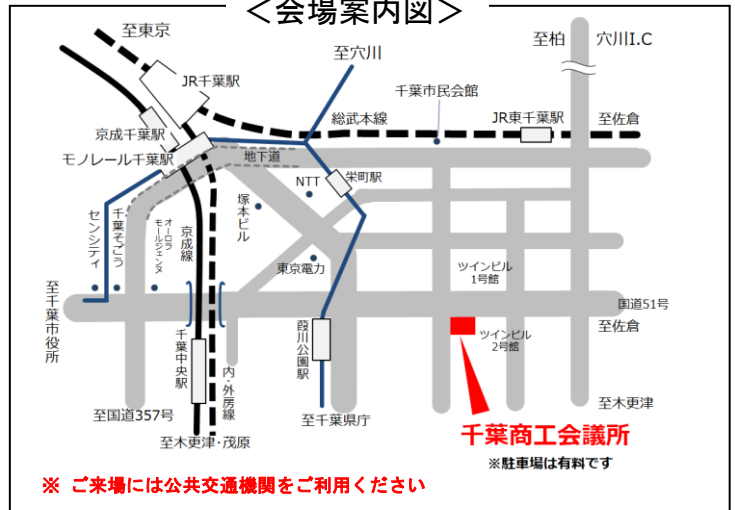 ＜会場案内図＞
至東京
至穴川
至柏
穴川I.C
JR千葉駅
千葉市民会館
総武本線
JR東千葉駅
至佐倉
京成千葉駅
モノレール千葉駅
地下道
NTT
栄町駅
センシティ
千葉そごう
オーロラ
モールジェンヌ
京成線
塚本ビル
東京電力
ツインビル
1号館
至千葉市役所
国道51号
至佐倉
ツインビル
2号館
千葉中央駅
内・外房線
葭川公園駅
至国道357号
至千葉県庁
至木更津
至木更津・茂原
千葉商工会議所
※駐車場は有料です
※ ご来場には公共交通機関をご利用ください